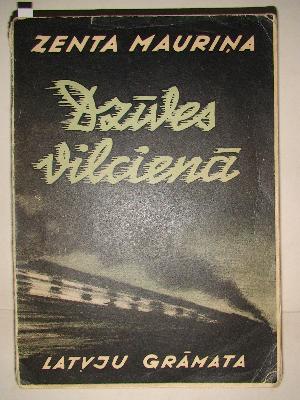 ZENTA MAURIŅA
Dzīves
vilcienā
LATVJU GRĀMATA